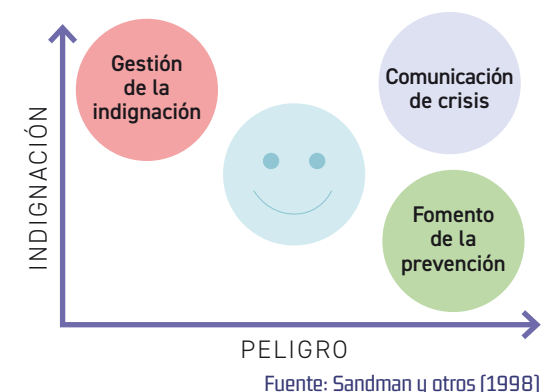 Gestión
de la
indignación
Comunicación
de crisis
Fomento
de la
prevención
INDIGNACIÓN
PELIGRO
Fuente: Sandman y otros (1998)